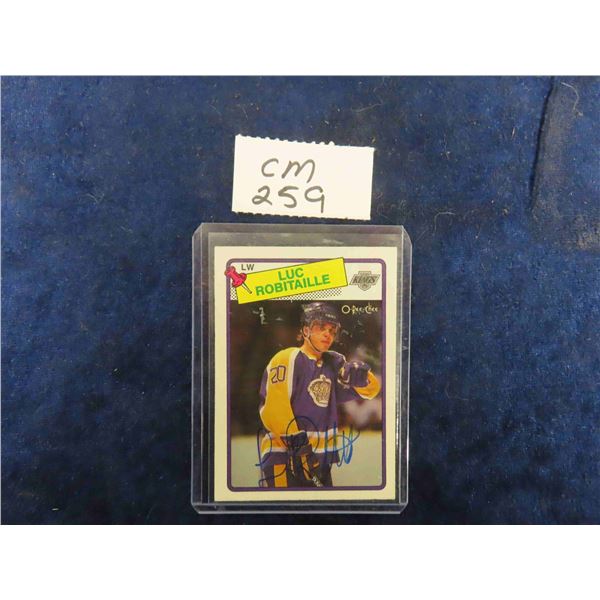 CM
259
LW
LUC
ROBITAILLE
KINGS
O-Pee-Chee
20